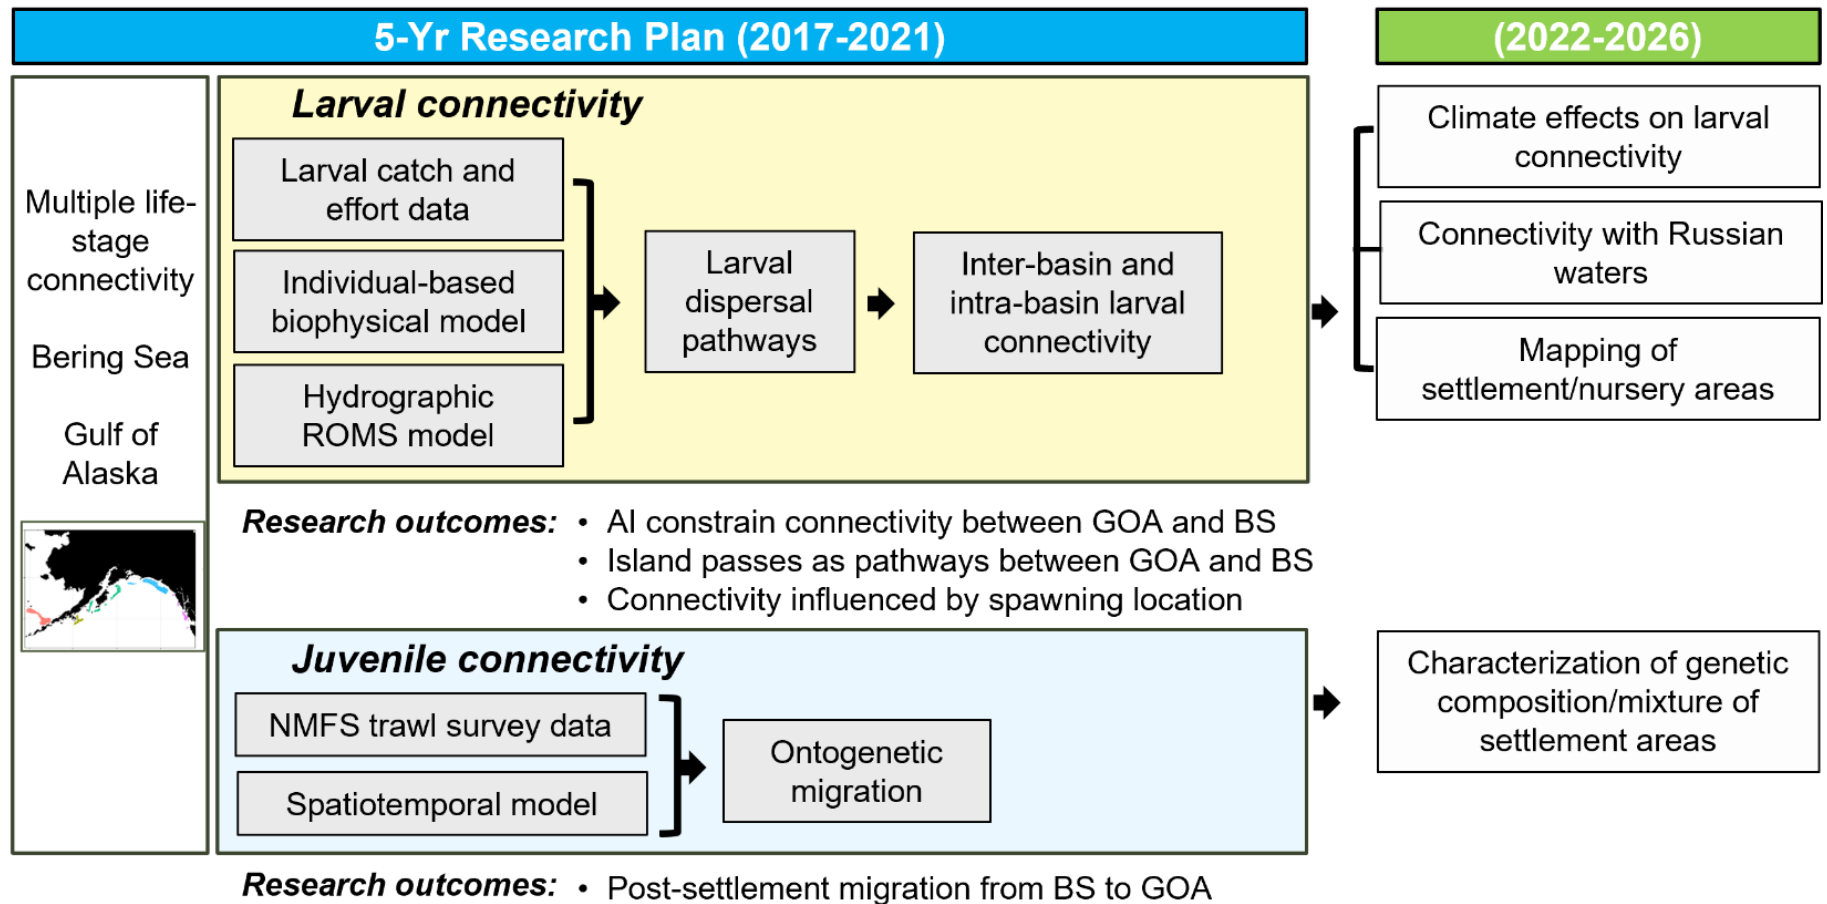 5-Yr Research Plan (2017-2021)
(2022-2026)
Multiple life-
stage
connectivity
Bering Sea
Gulf of
Alaska
Larval connectivity
Larval catch and
effort data
Individual-based
biophysical model
Hydrographic
ROMS model
Larval
dispersal
pathways
Inter-basin and
intra-basin larval
connectivity
Climate effects on larval
connectivity
Connectivity with Russian
waters
Mapping of
settlement/nursery areas
Research outcomes: • AI constrain connectivity between GOA and BS
• Island passes as pathways between GOA and BS
• Connectivity influenced by spawning location
Juvenile connectivity
NMFS trawl survey data
Spatiotemporal model
Ontogenetic
migration
Characterization of genetic
composition/mixture of
settlement areas
Research outcomes: • Post-settlement migration from BS to GOA